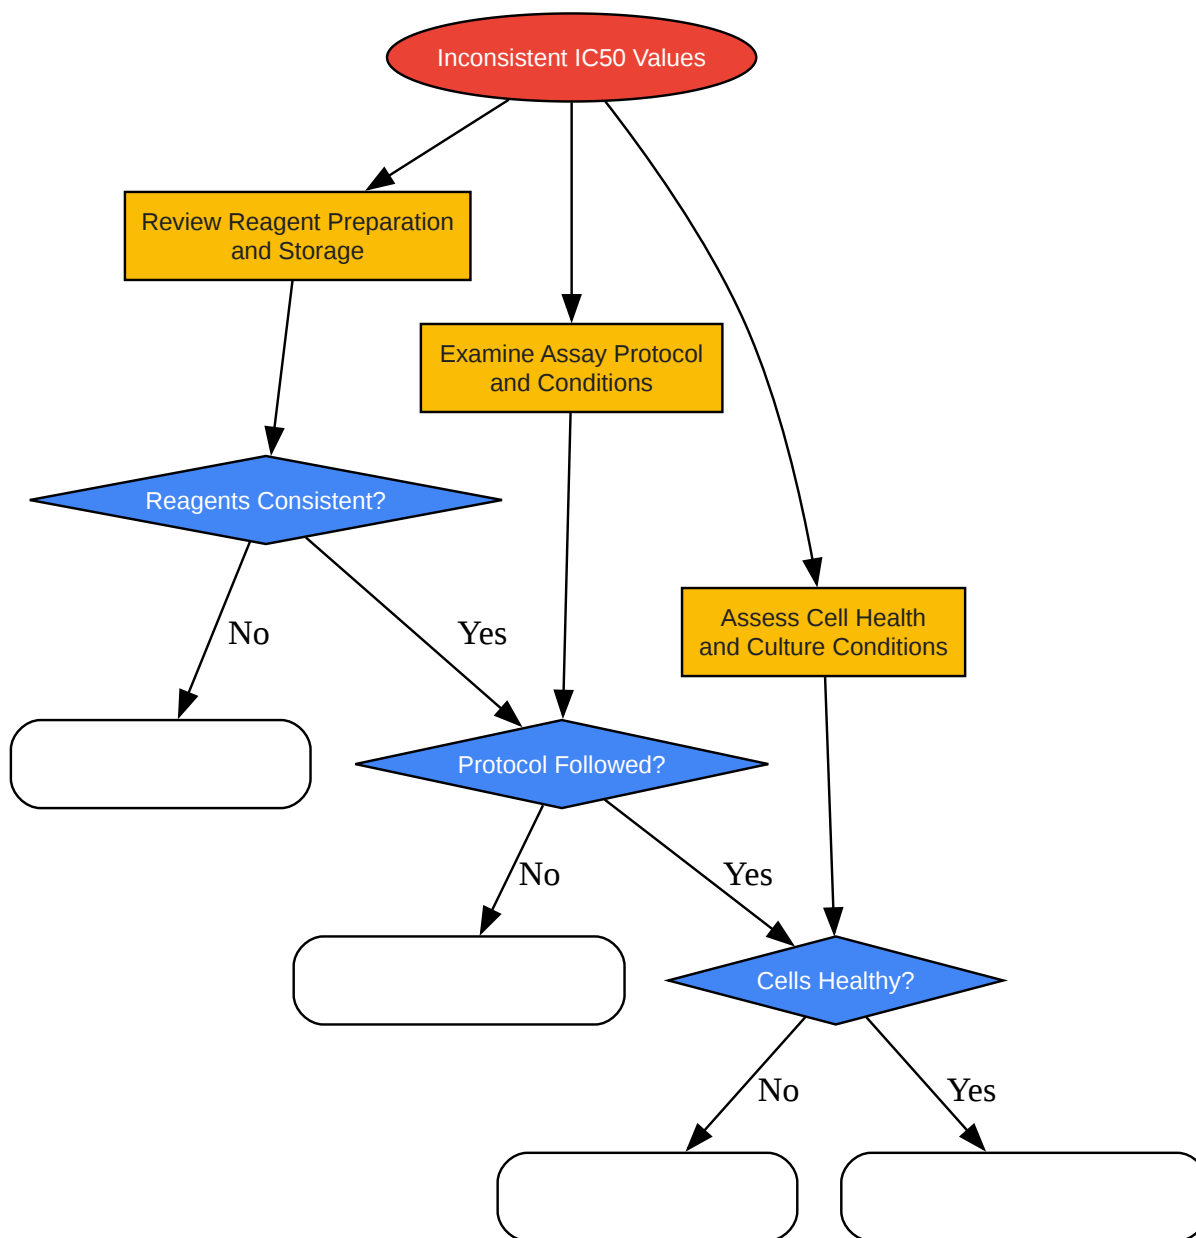 Inconsistent IC50 Values
Review Reagent Preparation
and Storage
Examine Assay Protocol
and Conditions
Reagents Consistent?
Assess Cell Health
and Culture Conditions
No
Yes
Protocol Followed?
No
Yes
Cells Healthy?
No
Yes